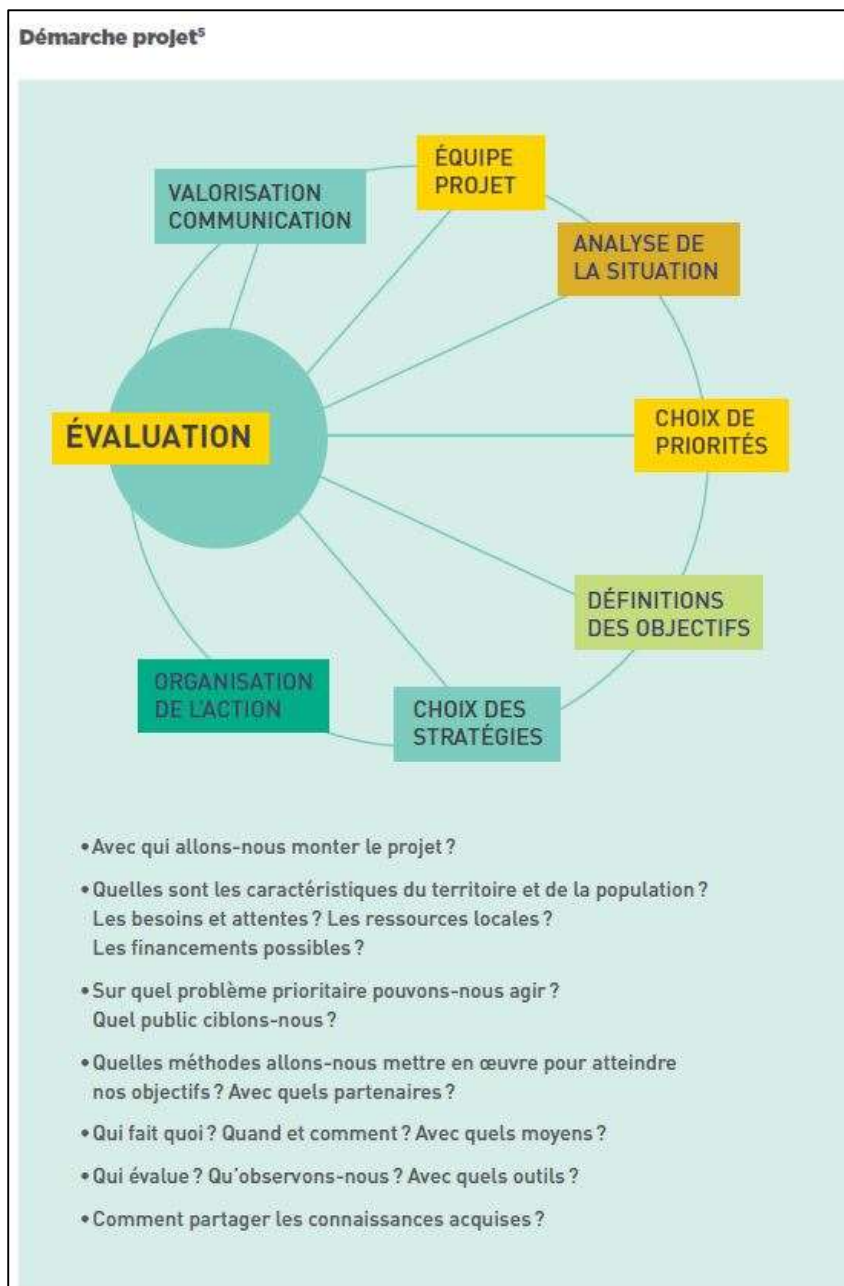 Démarche projet⁵
ÉQUIPE
PROJET
VALORISATION
COMMUNICATION
ANALYSE DE
LA SITUATION
CHOIX DE
PRIORITÉS
ÉVALUATION
DÉFINITIONS
DES OBJECTIFS
ORGANISATION
DE L'ACTION
CHOIX DES
STRATÉGIES
•Avec qui allons-nous monter le projet ?
•Quelles sont les caractéristiques du territoire et de la population ?
Les besoins et attentes ? Les ressources locales ?
Les financements possibles ?
•Sur quel problème prioritaire pouvons-nous agir ?
Quel public ciblons-nous ?
•Quelles méthodes allons-nous mettre en œuvre pour atteindre
nos objectifs ? Avec quels partenaires ?
•Qui fait quoi ? Quand et comment ? Avec quels moyens ?
•Qui évalue ? Qu'observons-nous ? Avec quels outils ?
•Comment partager les connaissances acquises ?